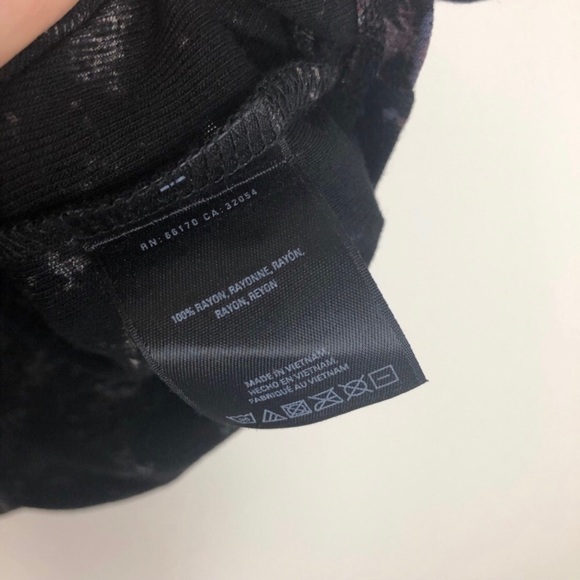 RN: 66170 CA: 32054
100% RAYON, RAYONNE, RAYÓN,
RAYON, REYON
MADE IN VIETNAM,
HECHO EN VIETNAM,
FABRIQUÉ AU VIETNAM